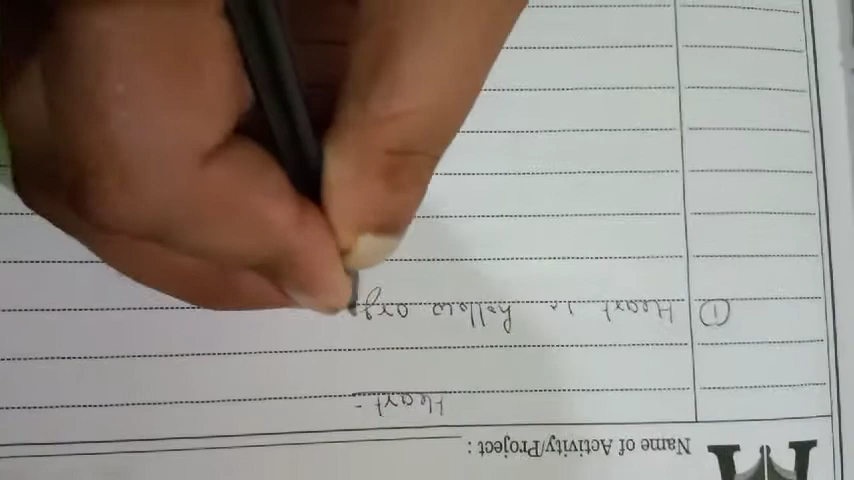 Name of Activity/Project :
Heart -
① Heart is hollow org